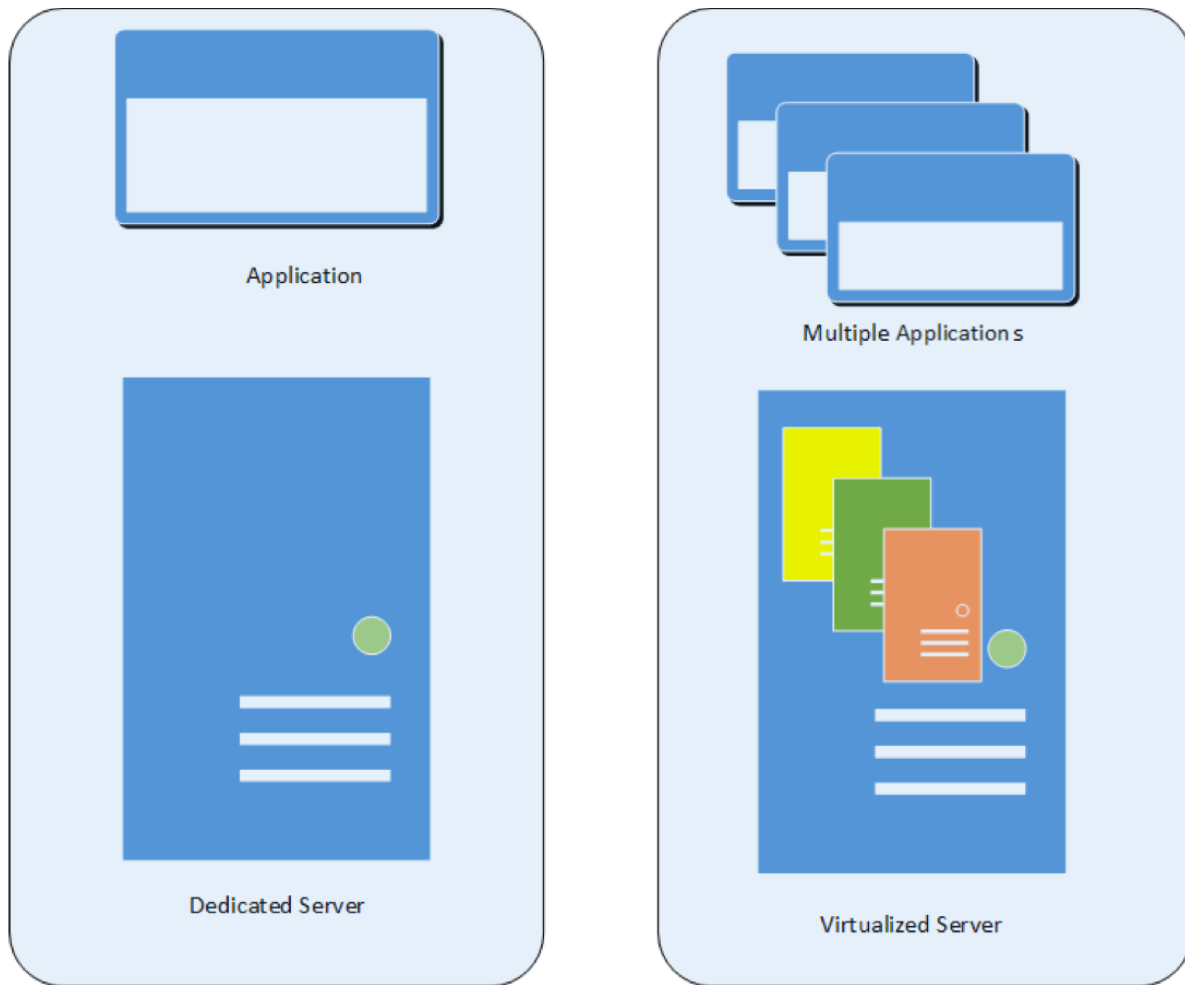 Application
Dedicated Server
Multiple Applications
Virtualized Server